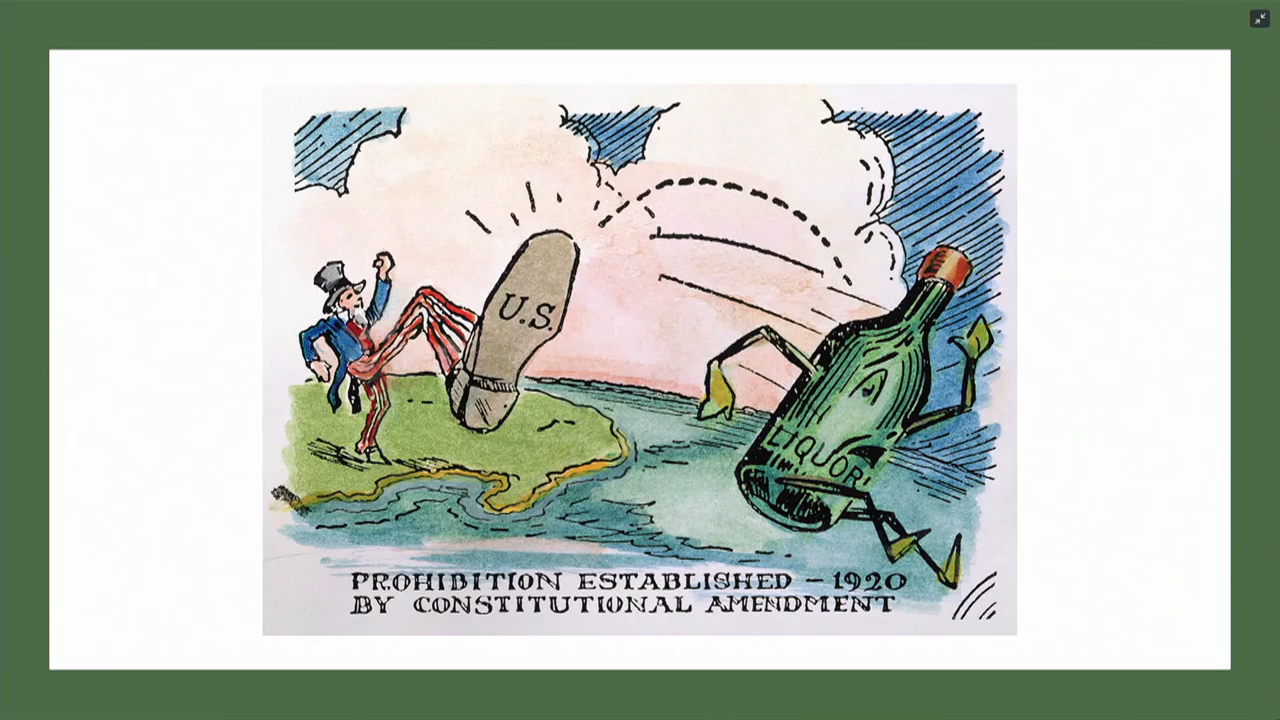 U.S.
LIQUOR
PROHIBITION ESTABLISHED – 1920
BY CONSTITUTIONAL AMENDMENT